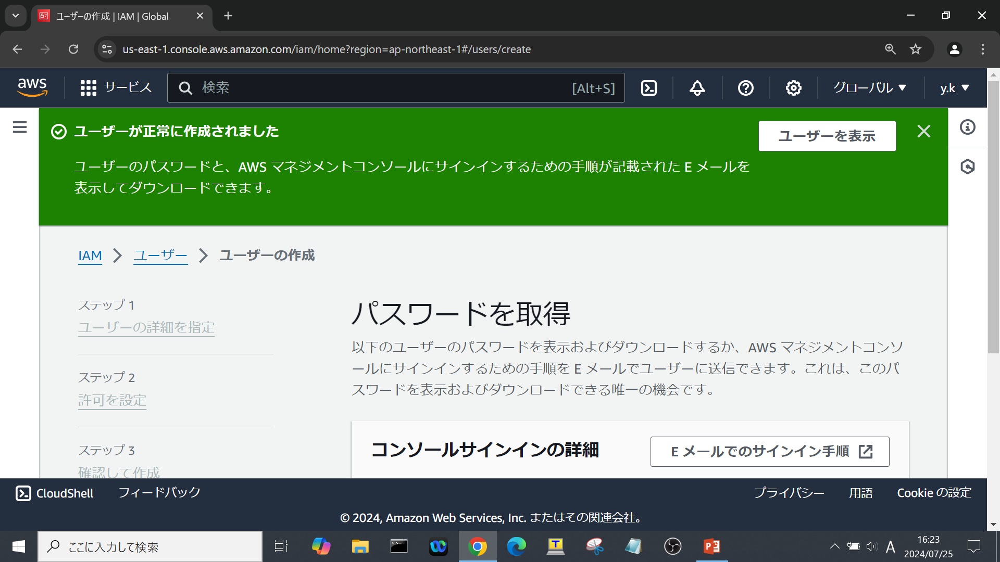 ユーザーの作成 | IAM | Global
us-east-1.console.aws.amazon.com/iam/home?region=ap-northeast-1#/users/create
aws
サービス
検索
[Alt+S]
グローバル
y.k
ユーザーが正常に作成されました
ユーザーを表示
ユーザーのパスワードと、AWS マネジメントコンソールにサインインするための手順が記載された E メールを
表示してダウンロードできます。
IAM
ユーザー
ユーザーの作成
ステップ 1
ユーザーの詳細を指定
ステップ 2
許可を設定
ステップ 3
確認して作成
パスワードを取得
以下のユーザーのパスワードを表示およびダウンロードするか、AWS マネジメントコンソ
ールにサインインするための手順を E メールでユーザーに送信できます。これは、このパ
スワードを表示およびダウンロードできる唯一の機会です。
コンソールサインインの詳細
E メールでのサインイン手順
CloudShell
フィードバック
プライバシー
用語
Cookie の設定
© 2024, Amazon Web Services, Inc. またはその関連会社。
ここに入力して検索
A
16:23
2024/07/25